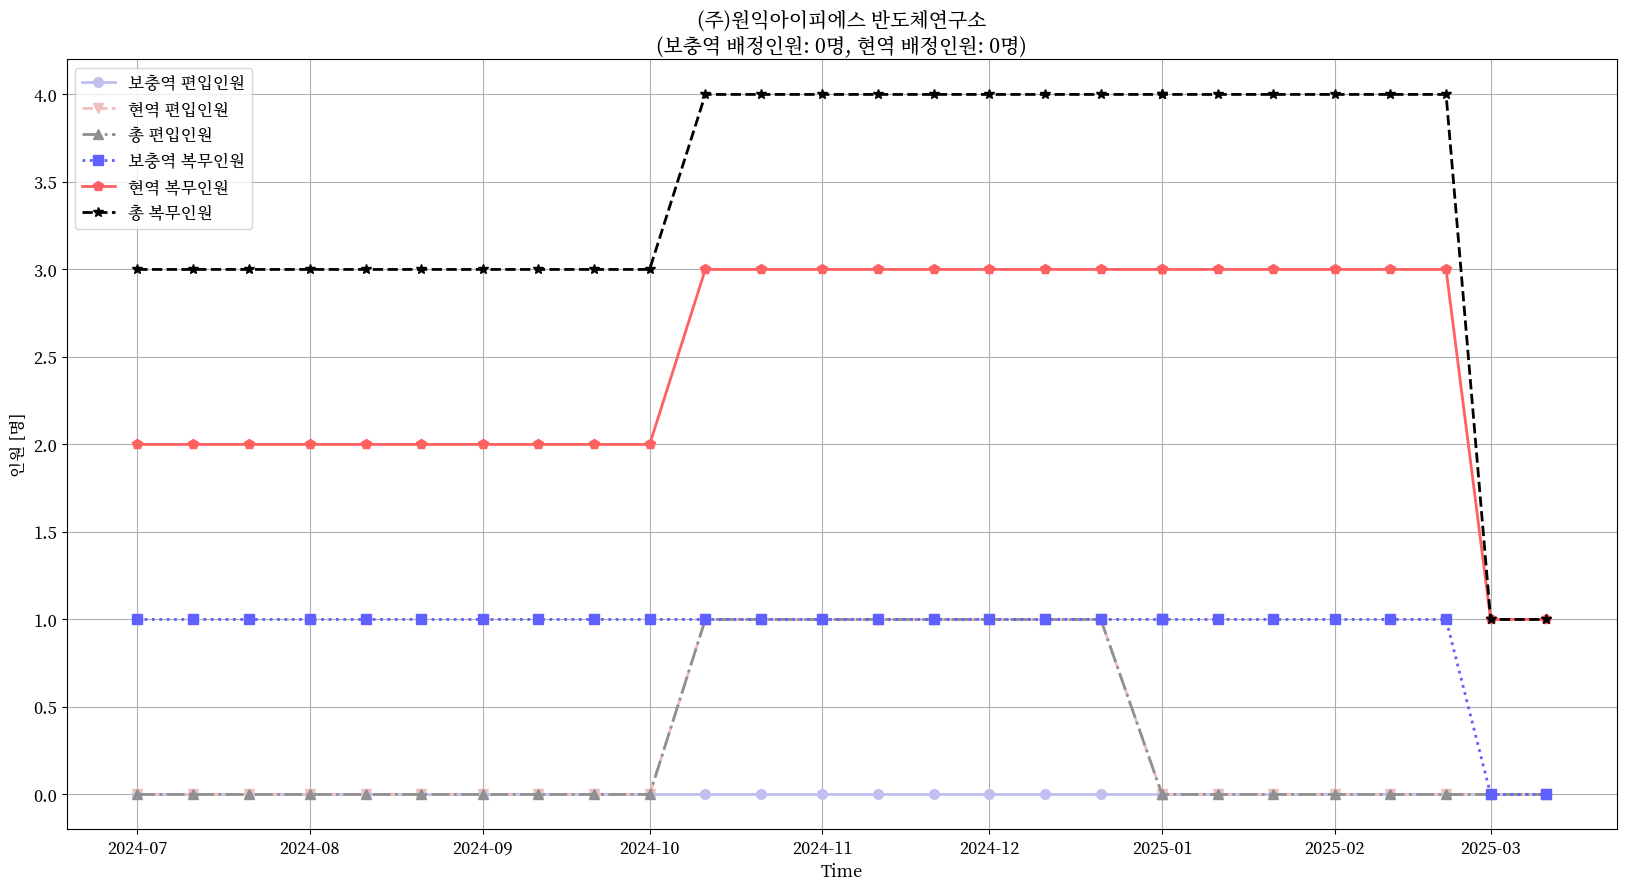 (주)원익아이피에스 반도체연구소
(보충역 배정인원: 0명, 현역 배정인원: 0명)
보충역 편입인원
현역 편입인원
총 편입인원
보충역 복무인원
현역 복무인원
총 복무인원
인원 [명]
4.0
3.5
3.0
2.5
2.0
1.5
1.0
0.5
0.0
2024-07
2024-08
2024-09
2024-10
2024-11
2024-12
2025-01
2025-02
2025-03
Time